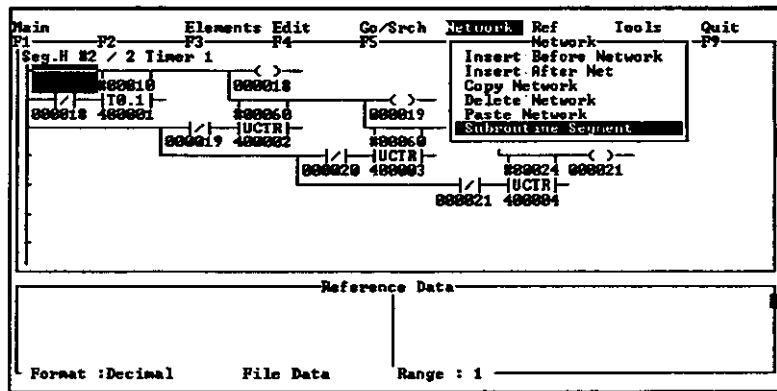 Main Elements Edit Go/Srch Network Ref Tools Quit
F1 F2 F3 F4 F5 Network F9
Seg.H #2 / 2 Timer 1
Insert Before Network
Insert After Net
Copy Network
Delete Network
Paste Network
Subroutine Segment
#00010 000018
T0.1
000018 400001 #00060 000019
UCTR
000019 400002 #00060
UCTR #00024 000021
000020 400003
UCTR
000021 400004
Reference Data
Format :Decimal File Data Range : 1